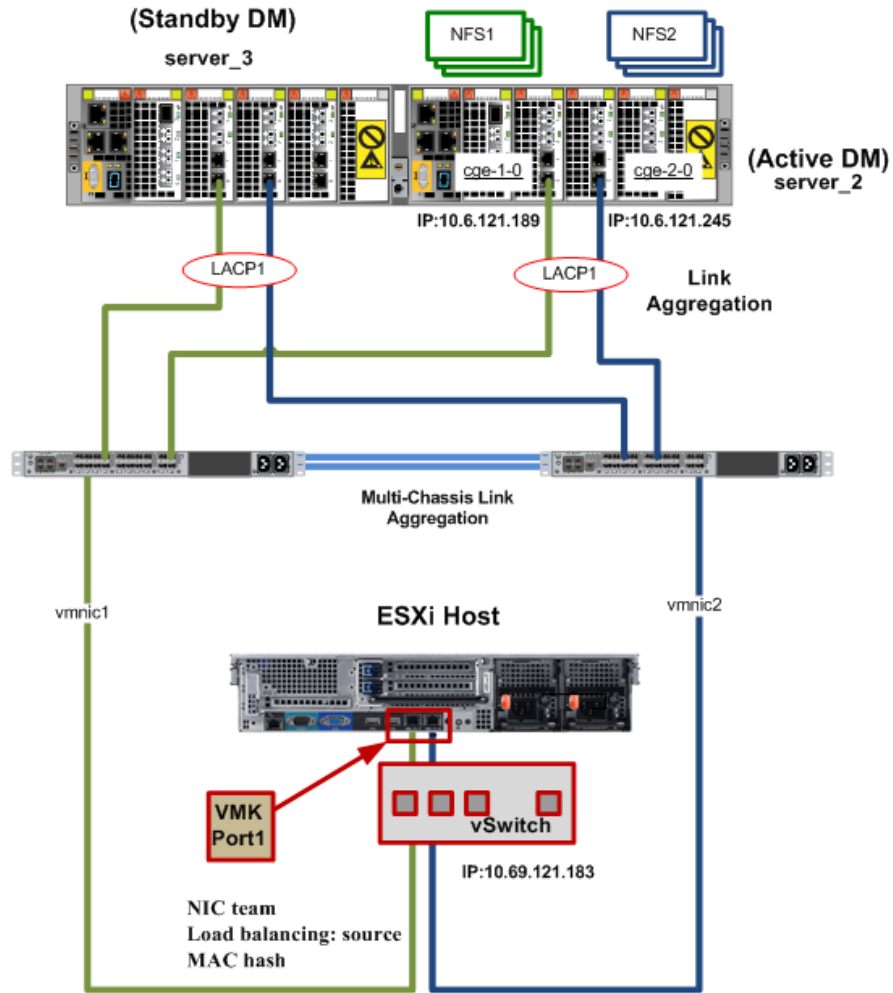 (Standby DM)
server_3
NFS1
NFS2
cge-1-0
cge-2-0
(Active DM)
server_2
IP:10.6.121.189
IP:10.6.121.245
LACP1
LACP1
Link
Aggregation
Multi-Chassis Link
Aggregation
vmnic1
vmnic2
ESXi Host
VMK
Port1
vSwitch
IP:10.69.121.183
NIC team
Load balancing: source
MAC hash